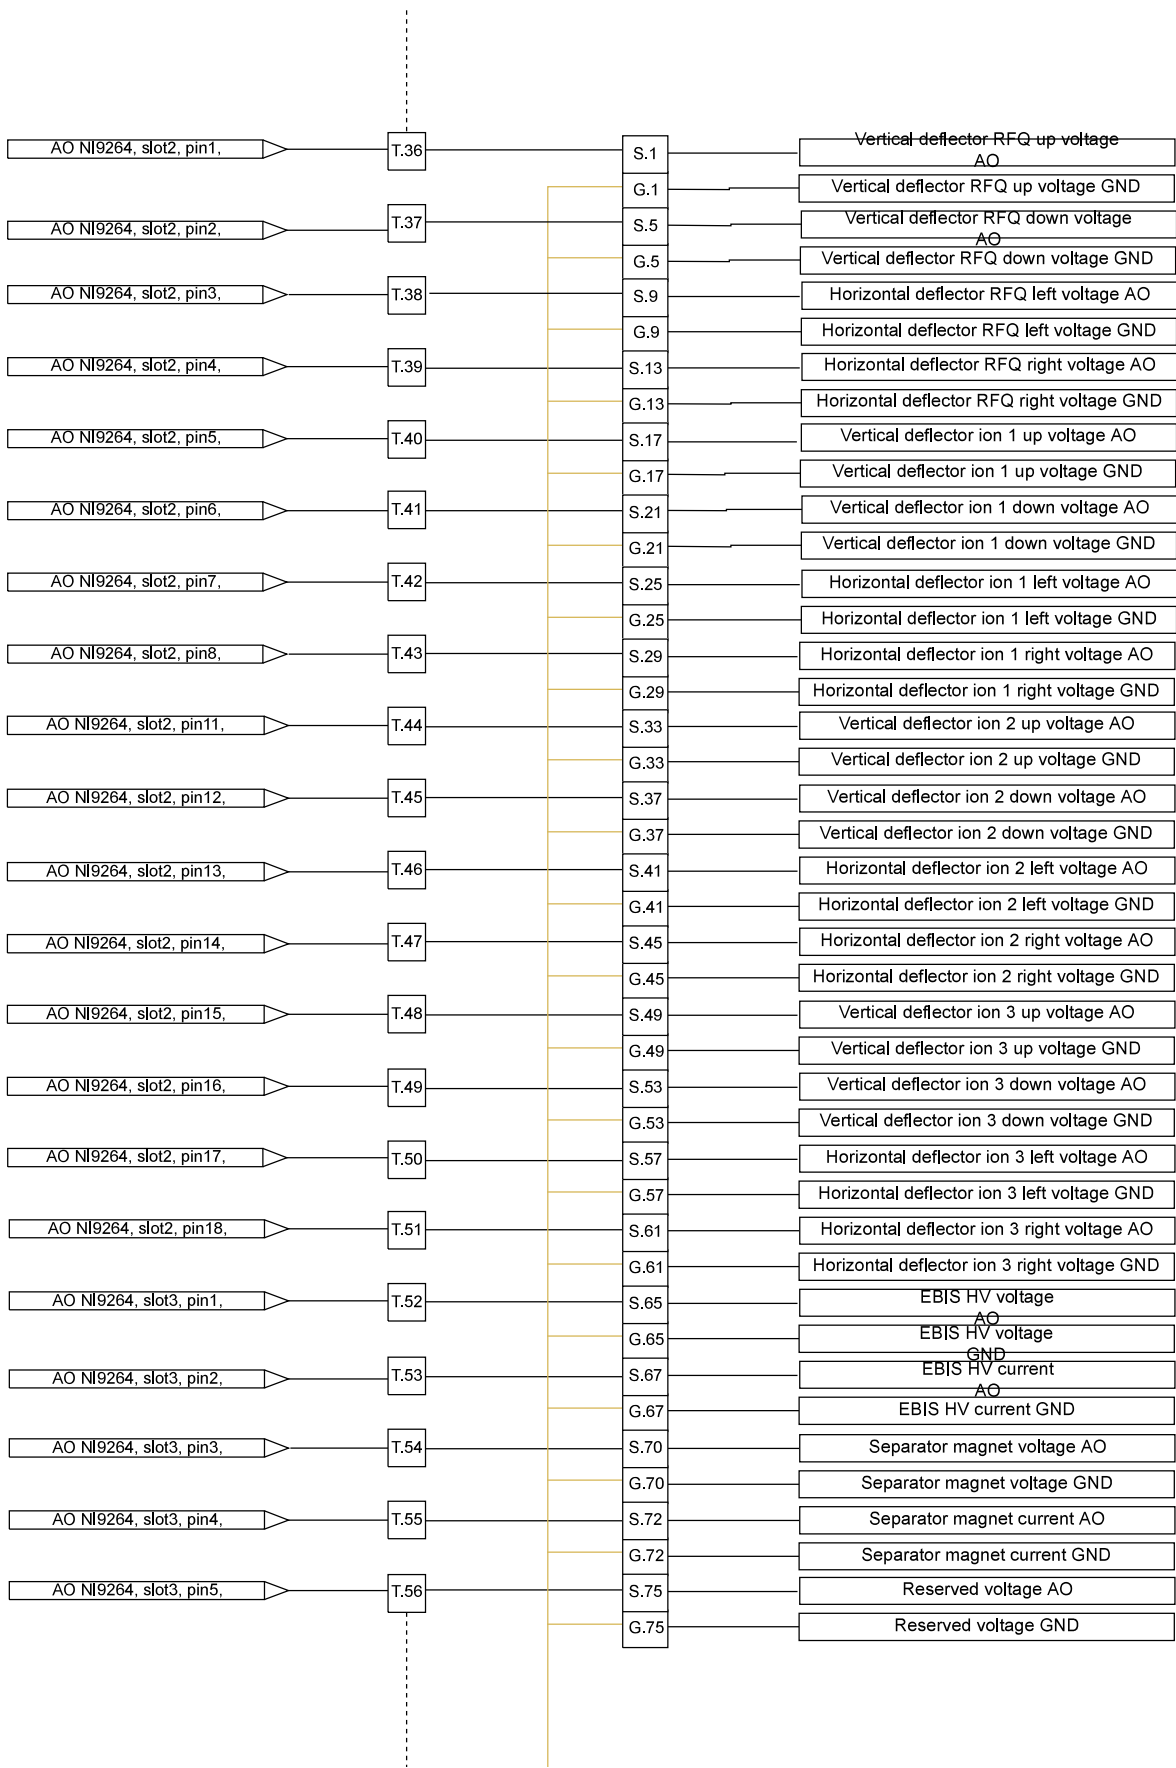 AO NI9264, slot2, pin1,
T.36
S.1
Vertical deflector RFQ up voltage
AO
G.1
Vertical deflector RFQ up voltage GND
AO NI9264, slot2, pin2,
T.37
S.5
Vertical deflector RFQ down voltage
AO
G.5
Vertical deflector RFQ down voltage GND
AO NI9264, slot2, pin3,
T.38
S.9
Horizontal deflector RFQ left voltage AO
G.9
Horizontal deflector RFQ left voltage GND
AO NI9264, slot2, pin4,
T.39
S.13
Horizontal deflector RFQ right voltage AO
G.13
Horizontal deflector RFQ right voltage GND
AO NI9264, slot2, pin5,
T.40
S.17
Vertical deflector ion 1 up voltage AO
G.17
Vertical deflector ion 1 up voltage GND
AO NI9264, slot2, pin6,
T.41
S.21
Vertical deflector ion 1 down voltage AO
G.21
Vertical deflector ion 1 down voltage GND
AO NI9264, slot2, pin7,
T.42
S.25
Horizontal deflector ion 1 left voltage AO
G.25
Horizontal deflector ion 1 left voltage GND
AO NI9264, slot2, pin8,
T.43
S.29
Horizontal deflector ion 1 right voltage AO
G.29
Horizontal deflector ion 1 right voltage GND
AO NI9264, slot2, pin11,
T.44
S.33
Vertical deflector ion 2 up voltage AO
G.33
Vertical deflector ion 2 up voltage GND
AO NI9264, slot2, pin12,
T.45
S.37
Vertical deflector ion 2 down voltage AO
G.37
Vertical deflector ion 2 down voltage GND
AO NI9264, slot2, pin13,
T.46
S.41
Horizontal deflector ion 2 left voltage AO
G.41
Horizontal deflector ion 2 left voltage GND
AO NI9264, slot2, pin14,
T.47
S.45
Horizontal deflector ion 2 right voltage AO
G.45
Horizontal deflector ion 2 right voltage GND
AO NI9264, slot2, pin15,
T.48
S.49
Vertical deflector ion 3 up voltage AO
G.49
Vertical deflector ion 3 up voltage GND
AO NI9264, slot2, pin16,
T.49
S.53
Vertical deflector ion 3 down voltage AO
G.53
Vertical deflector ion 3 down voltage GND
AO NI9264, slot2, pin17,
T.50
S.57
Horizontal deflector ion 3 left voltage AO
G.57
Horizontal deflector ion 3 left voltage GND
AO NI9264, slot2, pin18,
T.51
S.61
Horizontal deflector ion 3 right voltage AO
G.61
Horizontal deflector ion 3 right voltage GND
AO NI9264, slot3, pin1,
T.52
S.65
EBIS HV voltage
AO
G.65
EBIS HV voltage
GND
AO NI9264, slot3, pin2,
T.53
S.67
EBIS HV current
AO
G.67
EBIS HV current GND
AO NI9264, slot3, pin3,
T.54
S.70
Separator magnet voltage AO
G.70
Separator magnet voltage GND
AO NI9264, slot3, pin4,
T.55
S.72
Separator magnet current AO
G.72
Separator magnet current GND
AO NI9264, slot3, pin5,
T.56
S.75
Reserved voltage AO
G.75
Reserved voltage GND